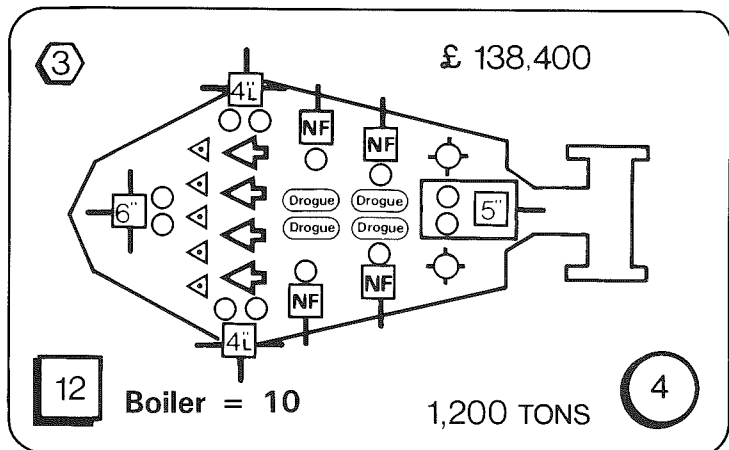 3
£ 138,400
4"L
NF
NF
6"
Drogue Drogue
5"
Drogue Drogue
NF
NF
4"L
12
Boiler = 10
1,200 TONS
4